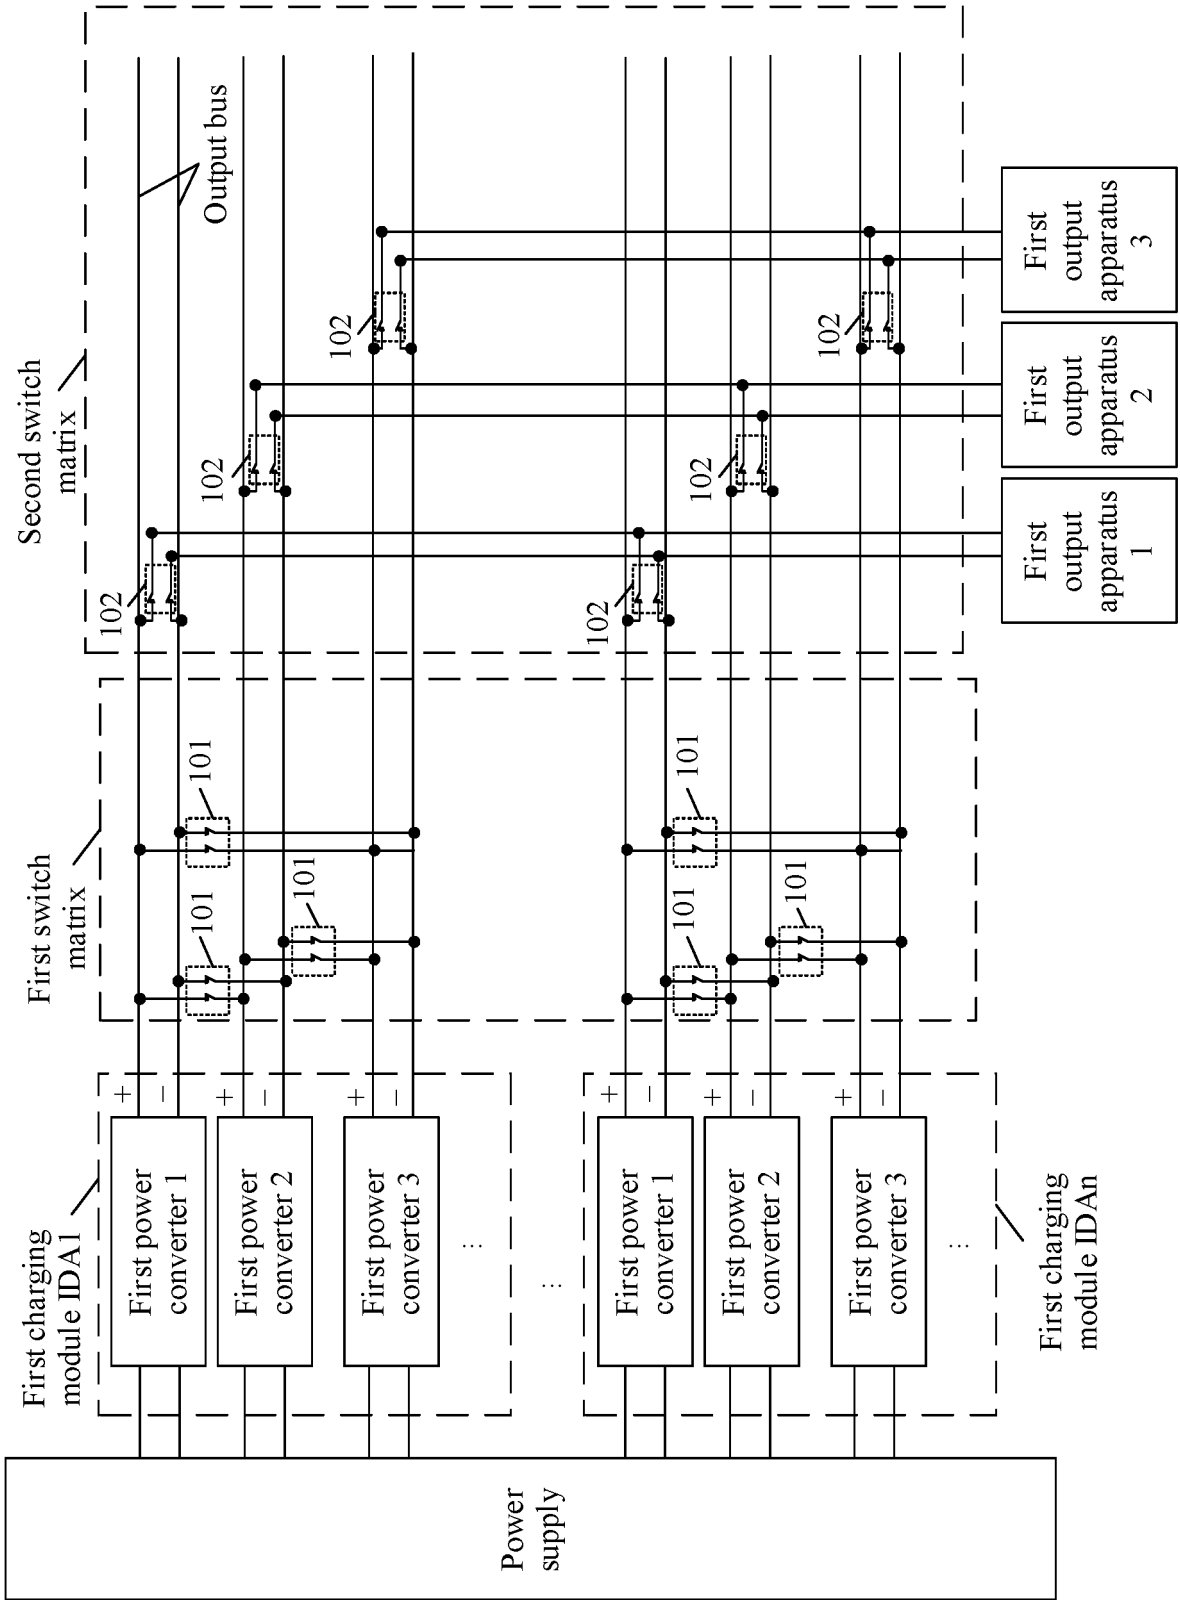 Power
supply
First charging
module IDA1
First power
converter 1
+
−
First power
converter 2
+
−
First power
converter 3
+
−
...
...
First charging
module IDAn
First power
converter 1
+
−
First power
converter 2
+
−
First power
converter 3
+
−
...
First switch
matrix
101
101
101
101
101
101
Second switch
matrix
Output bus
102
102
102
102
102
102
First
output
apparatus
1
First
output
apparatus
2
First
output
apparatus
3